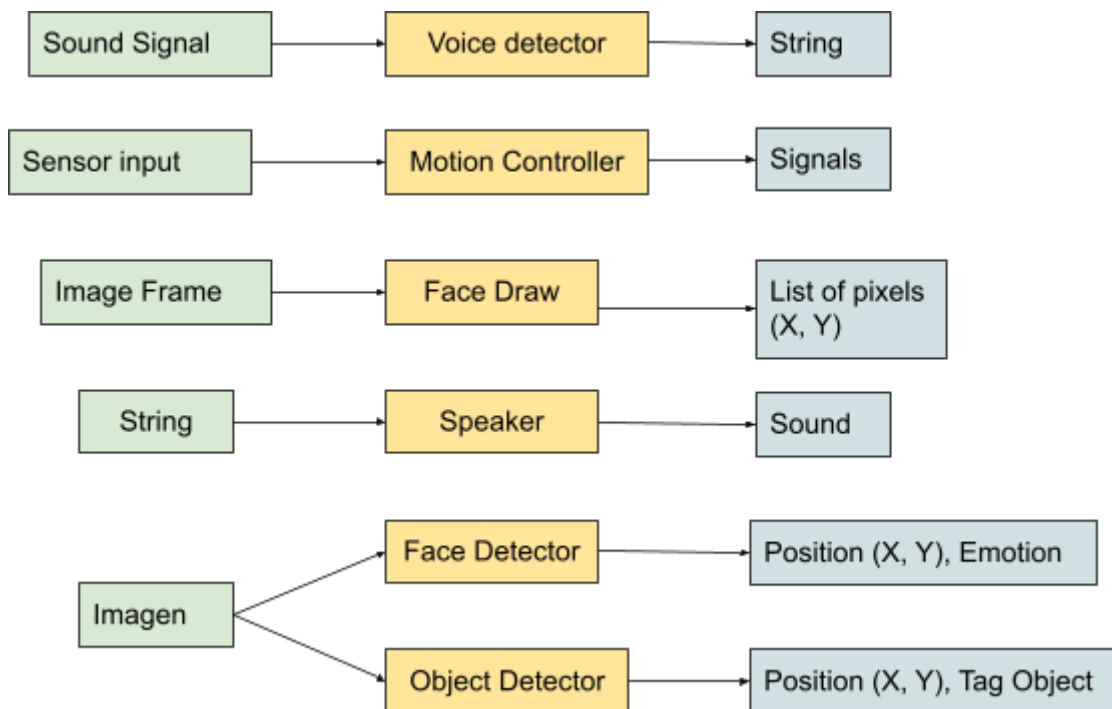 Sound Signal
Voice detector
String
Sensor input
Motion Controller
Signals
Image Frame
Face Draw
List of pixels
(X, Y)
String
Speaker
Sound
Face Detector
Position (X, Y), Emotion
Imagen
Object Detector
Position (X, Y), Tag Object